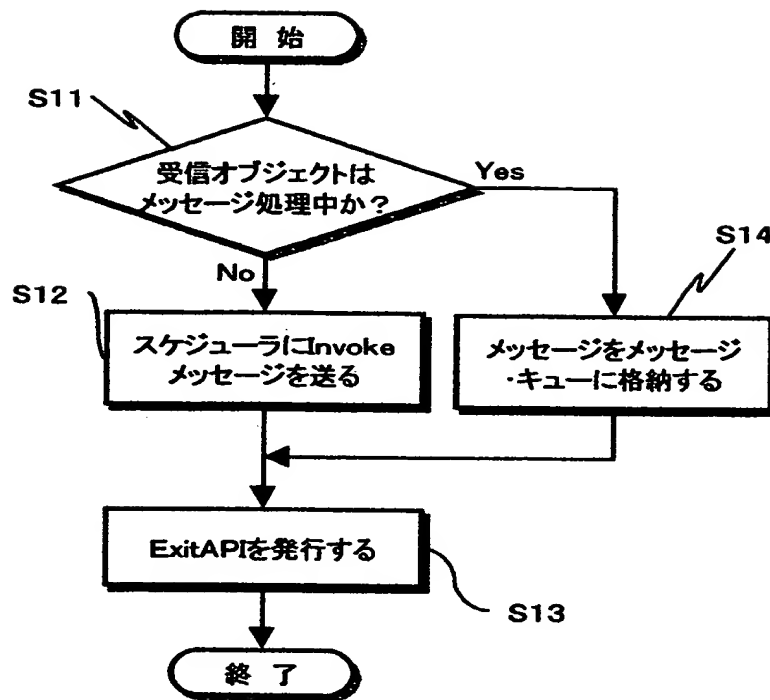 開 始
S11
受信オブジェクトは
メッセージ処理中か?
Yes
No
S12
スケジューラにInvoke
メッセージを送る
S14
メッセージをメッセージ
・キューに格納する
ExitAPIを発行する
S13
終 了